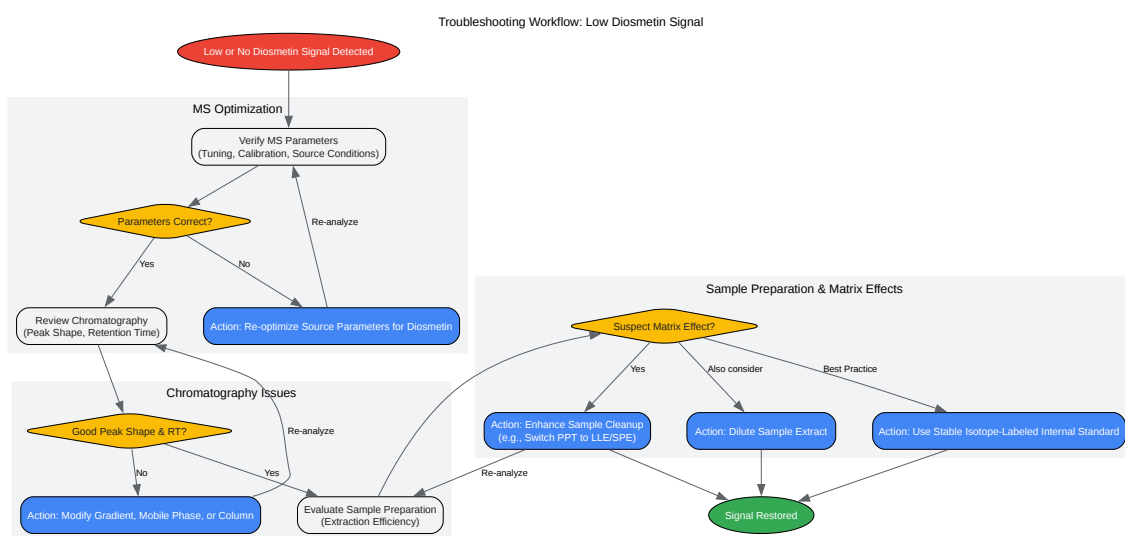 Troubleshooting Workflow: Low Diosmetin Signal
Low or No Diosmetin Signal Detected
MS Optimization
Verify MS Parameters
(Tuning, Calibration, Source Conditions)
Parameters Correct?
Re-analyze
Yes
No
Review Chromatography
(Peak Shape, Retention Time)
Action: Re-optimize Source Parameters for Diosmetin
Sample Preparation & Matrix Effects
Suspect Matrix Effect?
Yes
Also consider
Best Practice
Chromatography Issues
Good Peak Shape & RT?
Re-analyze
Action: Enhance Sample Cleanup
(e.g., Switch PPT to LLE/SPE)
Action: Dilute Sample Extract
Action: Use Stable Isotope-Labeled Internal Standard
No
Yes
Re-analyze
Action: Modify Gradient, Mobile Phase, or Column
Evaluate Sample Preparation
(Extraction Efficiency)
Signal Restored